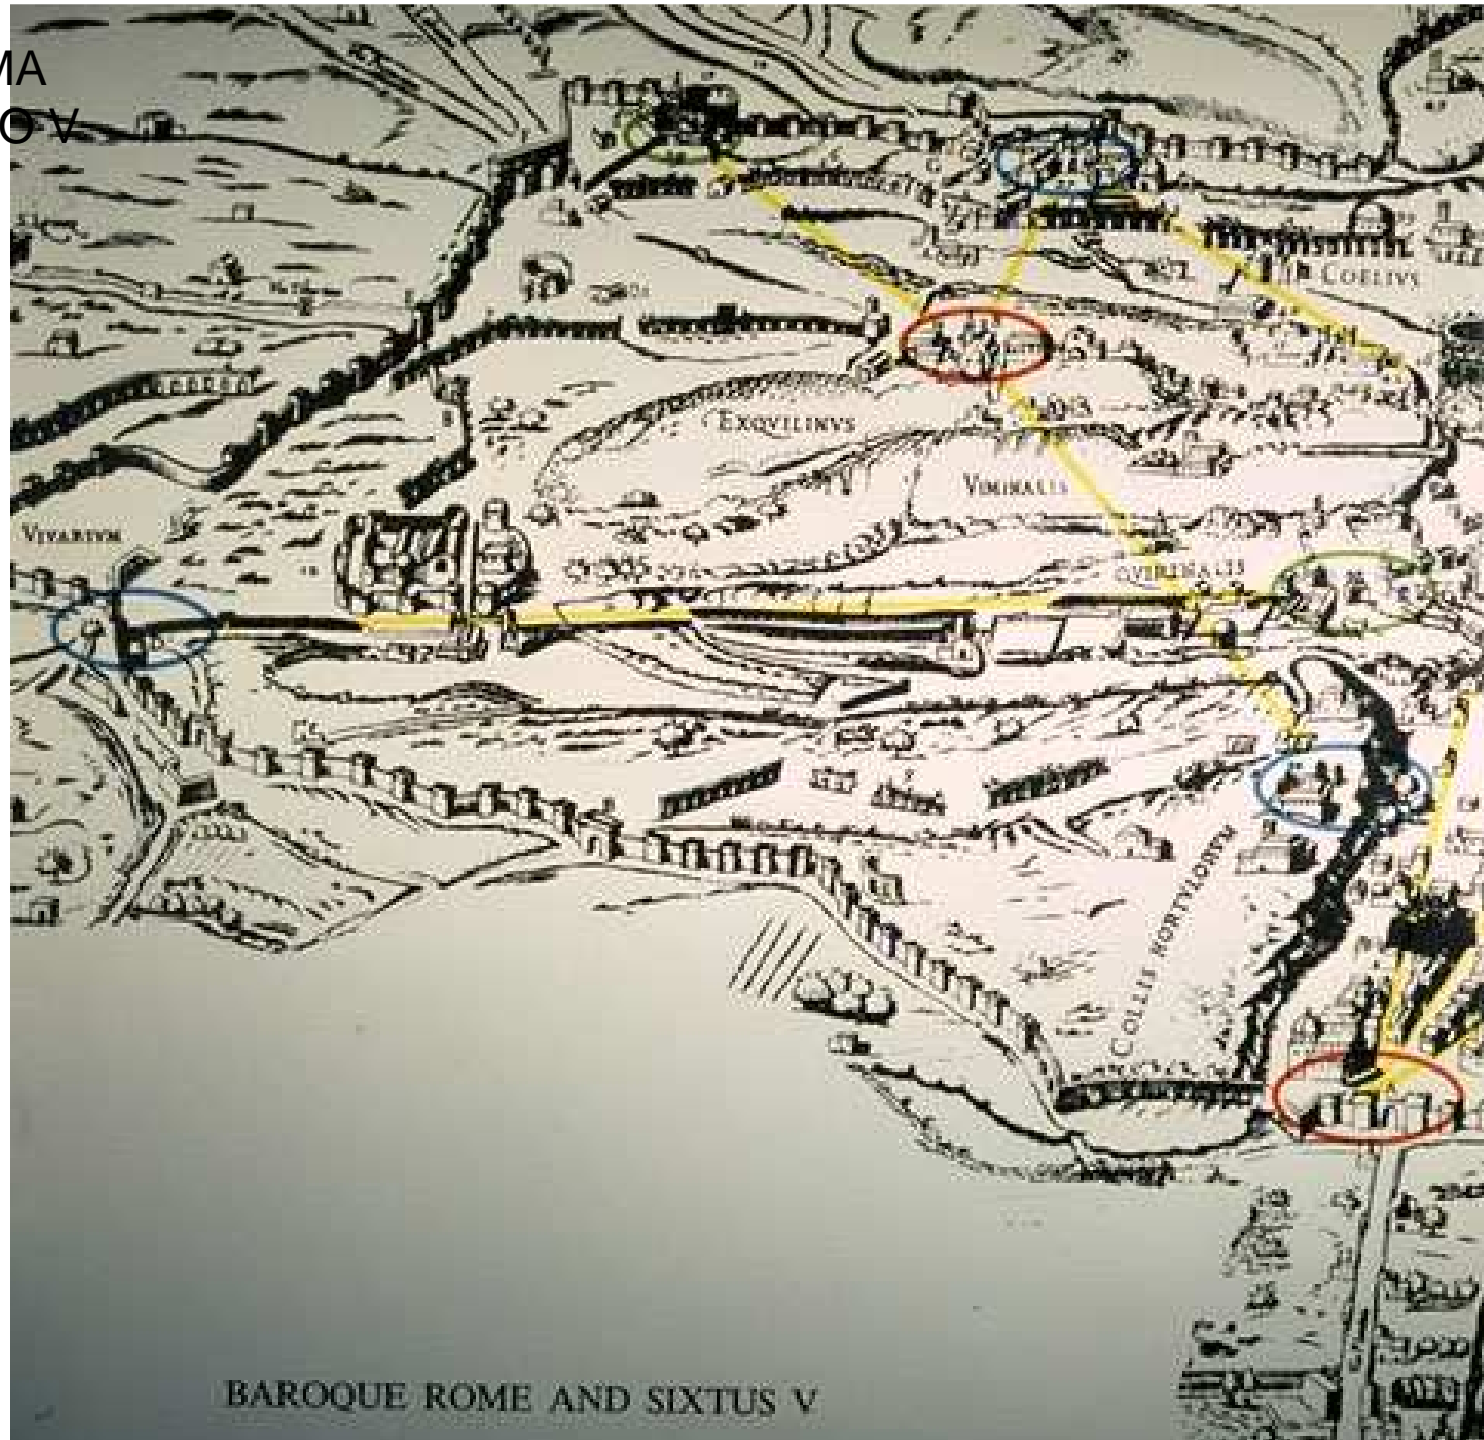 MA
O V
COELIVS
EXQVILINVS
VIMINALIS
VIVARIVM
QVIRINALIS
COLLIS HORTVLORVM
BAROQUE ROME AND SIXTUS V